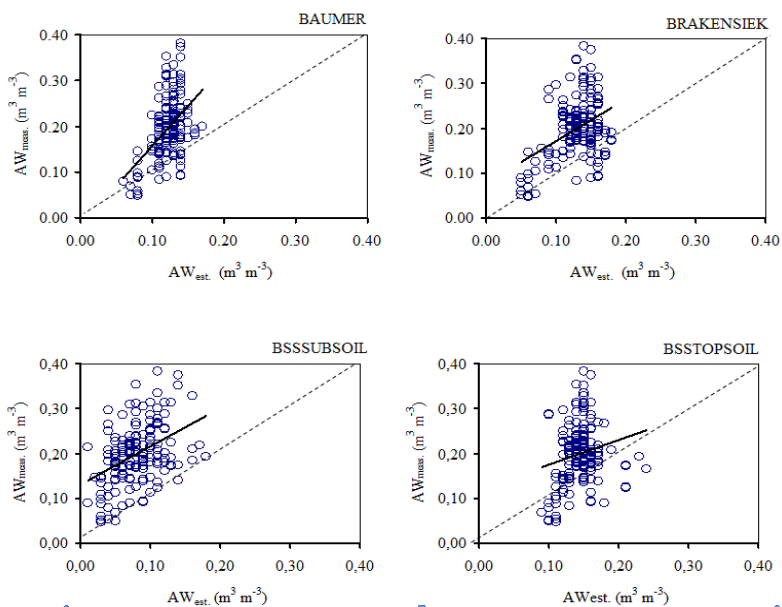 BAUMER
0.40
0.30
0.20
0.10
0.00
AWmeas. (m³ m⁻³)
0.00 0.10 0.20 0.30 0.40
AWest. (m³ m⁻³)
BRAKENSIEK
0.40
0.30
0.20
0.10
0.00
AWmeas. (m³ m⁻³)
0.00 0.10 0.20 0.30 0.40
AWest. (m³ m⁻³)
BSSSUBSOIL
0,40
0,30
0,20
0,10
0,00
AWmeas. (m³ m⁻³)
0,00 0,10 0,20 0,30 0,40
AWest. (m³ m⁻³)
BSSTOPSOIL
0,40
0,30
0,20
0,10
0,00
AWmeas. (m³ m⁻³)
0,00 0,10 0,20 0,30 0,40
AWest. (m³ m⁻³)